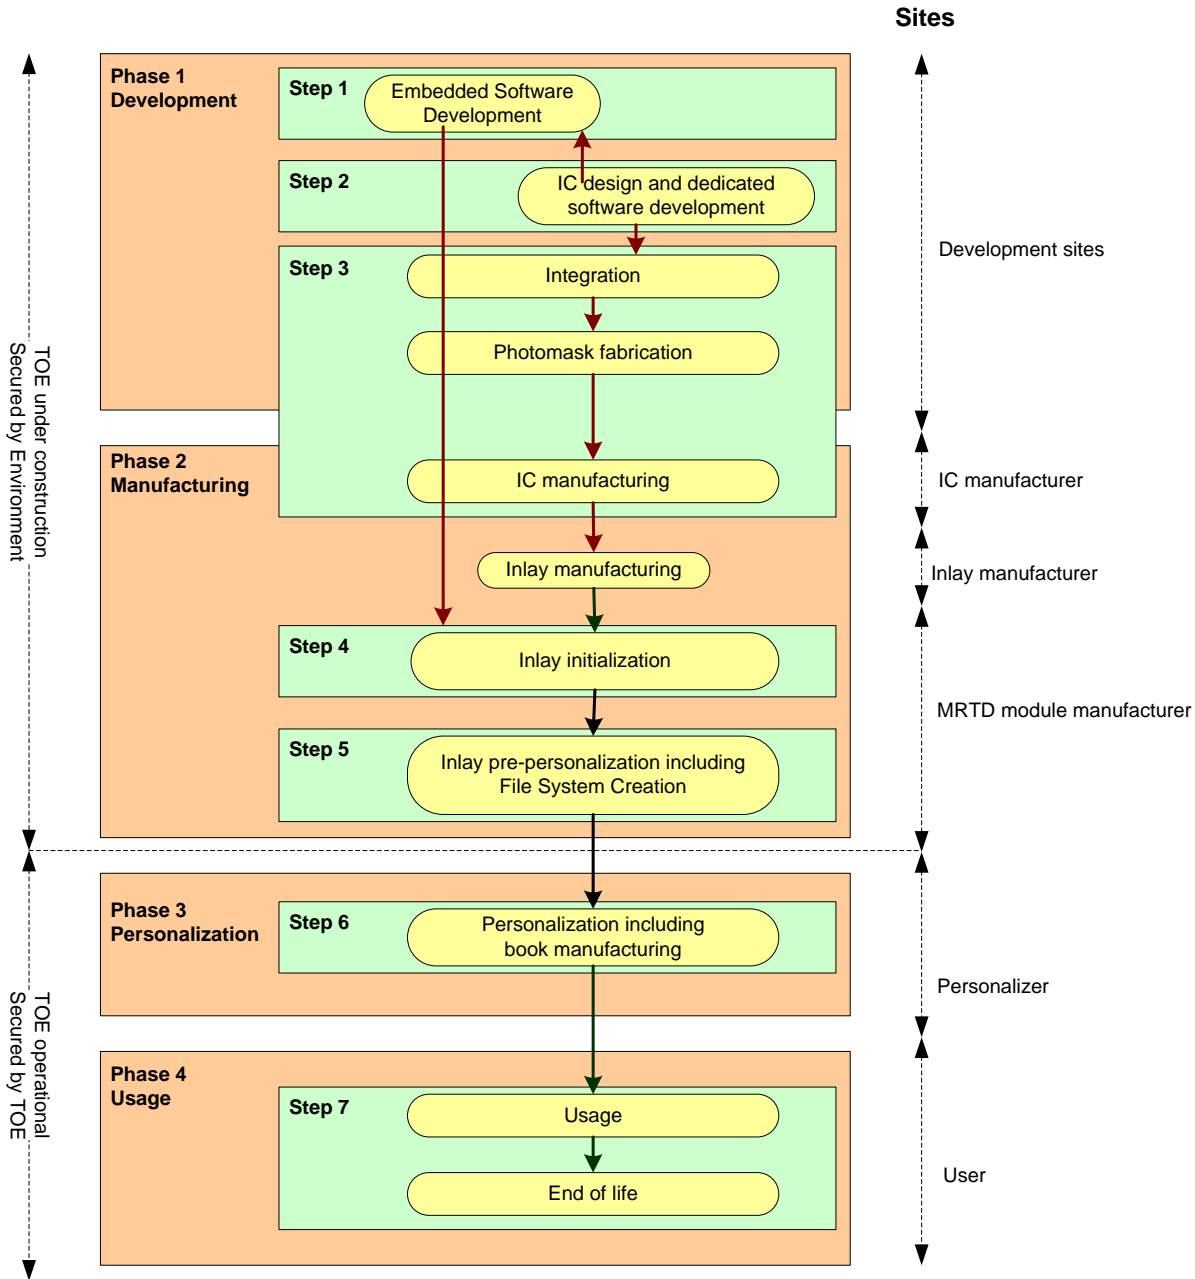 Sites
Phase 1
Development
Step 1
Embedded Software
Development
Step 2
IC design and dedicated
software development
Step 3
Integration
Development sites
Photomask fabrication
TOE under construction
Secured by Environment
Phase 2
Manufacturing
IC manufacturing
IC manufacturer
Inlay manufacturing
Inlay manufacturer
Step 4
Inlay initialization
MRTD module manufacturer
Step 5
Inlay pre-personalization including
File System Creation
Phase 3
Personalization
Step 6
Personalization including
book manufacturing
Personalizer
TOE operational
Secured by TOE
Phase 4
Usage
Step 7
Usage
End of life
User